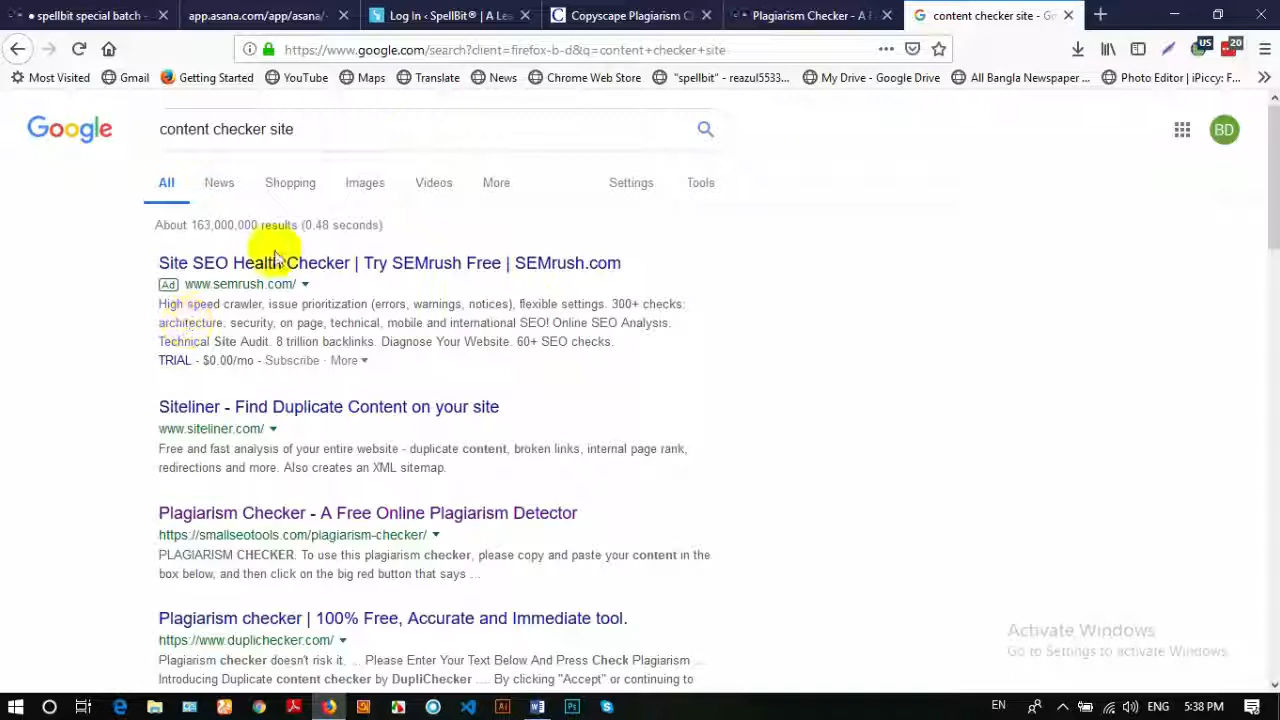 spellbit special batch
app.asana.com/app/asana/
Log In ‹ SpellBit® | A Lea
Copyscape Plagiarism C
Plagiarism Checker - A F
content checker site - Go
https://www.google.com/search?client=firefox-b-d&q=content+checker+site
US
20
Most Visited
Gmail
Getting Started
YouTube
Maps
Translate
News
Chrome Web Store
"spellbit" - reazul5533...
My Drive - Google Drive
All Bangla Newspaper ...
Photo Editor | iPiccy: F...
Google
content checker site
BD
All
News
Shopping
Images
Videos
More
Settings
Tools
About 163,000,000 results (0.48 seconds)
Site SEO Health Checker | Try SEMrush Free | SEMrush.com
Ad www.semrush.com/
High speed crawler, issue prioritization (errors, warnings, notices), flexible settings. 300+ checks:
architecture, security, on page, technical, mobile and international SEO! Online SEO Analysis.
Technical Site Audit. 8 trillion backlinks. Diagnose Your Website. 60+ SEO checks.
TRIAL - $0.00/mo - Subscribe · More
Siteliner - Find Duplicate Content on your site
www.siteliner.com/
Free and fast analysis of your entire website - duplicate content, broken links, internal page rank,
redirections and more. Also creates an XML sitemap.
Plagiarism Checker - A Free Online Plagiarism Detector
https://smallseotools.com/plagiarism-checker/
PLAGIARISM CHECKER. To use this plagiarism checker, please copy and paste your content in the
box below, and then click on the big red button that says ...
Plagiarism checker | 100% Free, Accurate and Immediate tool.
https://www.duplichecker.com/
Plagiarism checker doesn't risk it. ... Please Enter Your Text Below And Press Check Plagiarism ...
Introducing Duplicate content checker by DupliChecker .... By clicking "Accept" or continuing to
Activate Windows
Go to Settings to activate Windows.
EN
ENG
5:38 PM